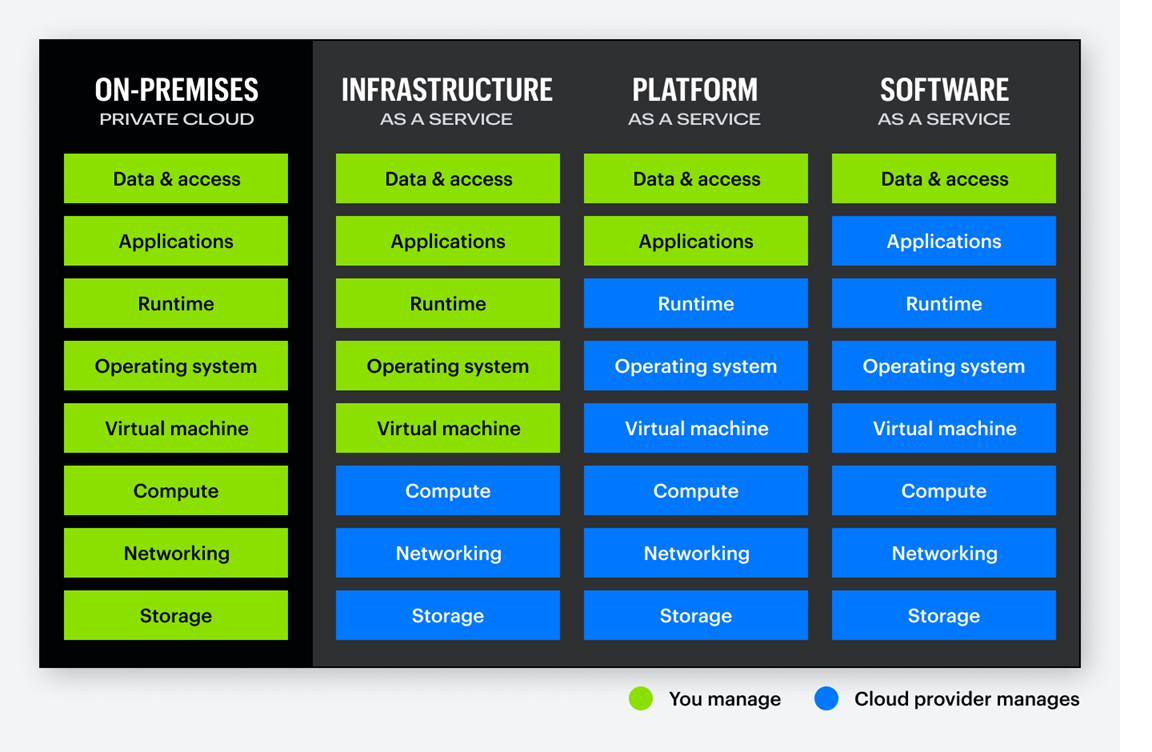 ON-PREMISES
PRIVATE CLOUD
INFRASTRUCTURE
AS A SERVICE
PLATFORM
AS A SERVICE
SOFTWARE
AS A SERVICE
Data & access
Data & access
Data & access
Data & access
Applications
Applications
Applications
Applications
Runtime
Runtime
Runtime
Runtime
Operating system
Operating system
Operating system
Operating system
Virtual machine
Virtual machine
Virtual machine
Virtual machine
Compute
Compute
Compute
Compute
Networking
Networking
Networking
Networking
Storage
Storage
Storage
Storage
You manage
Cloud provider manages